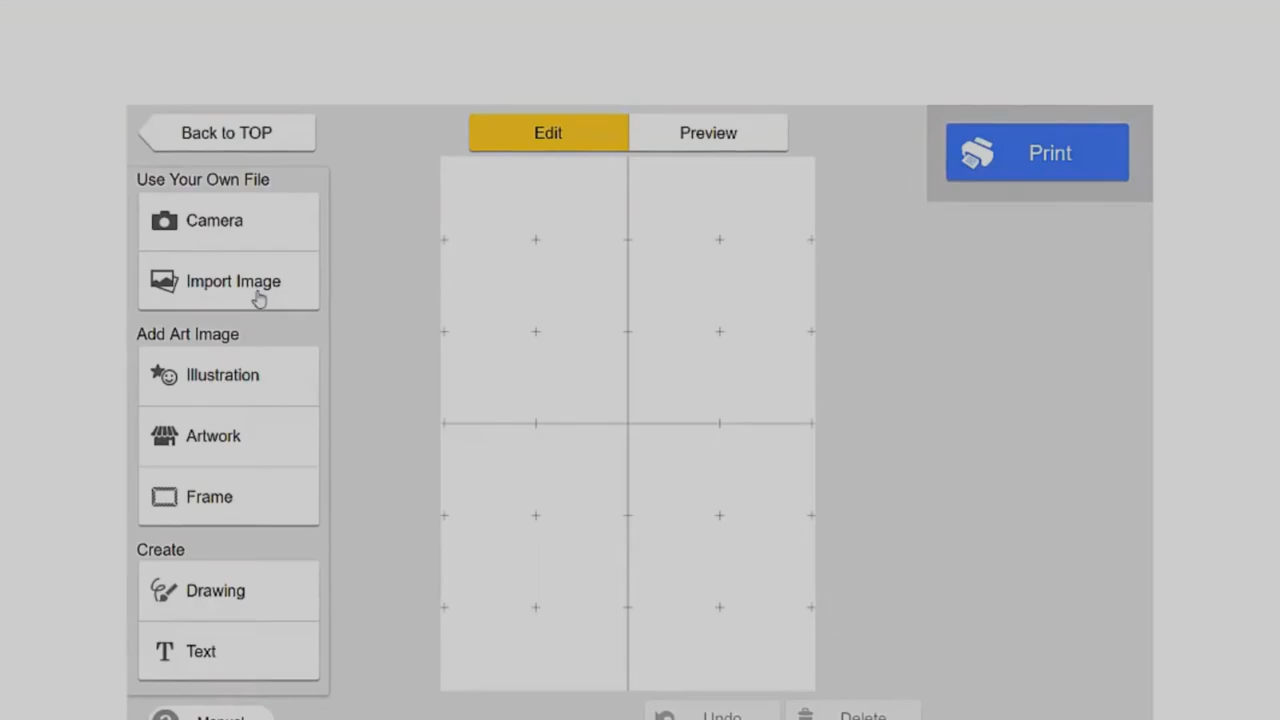 Back to TOP
Edit
Preview
Print
Use Your Own File
Camera
Import Image
Add Art Image
Illustration
Artwork
Frame
Create
Drawing
Text
Manual
Undo
Delete